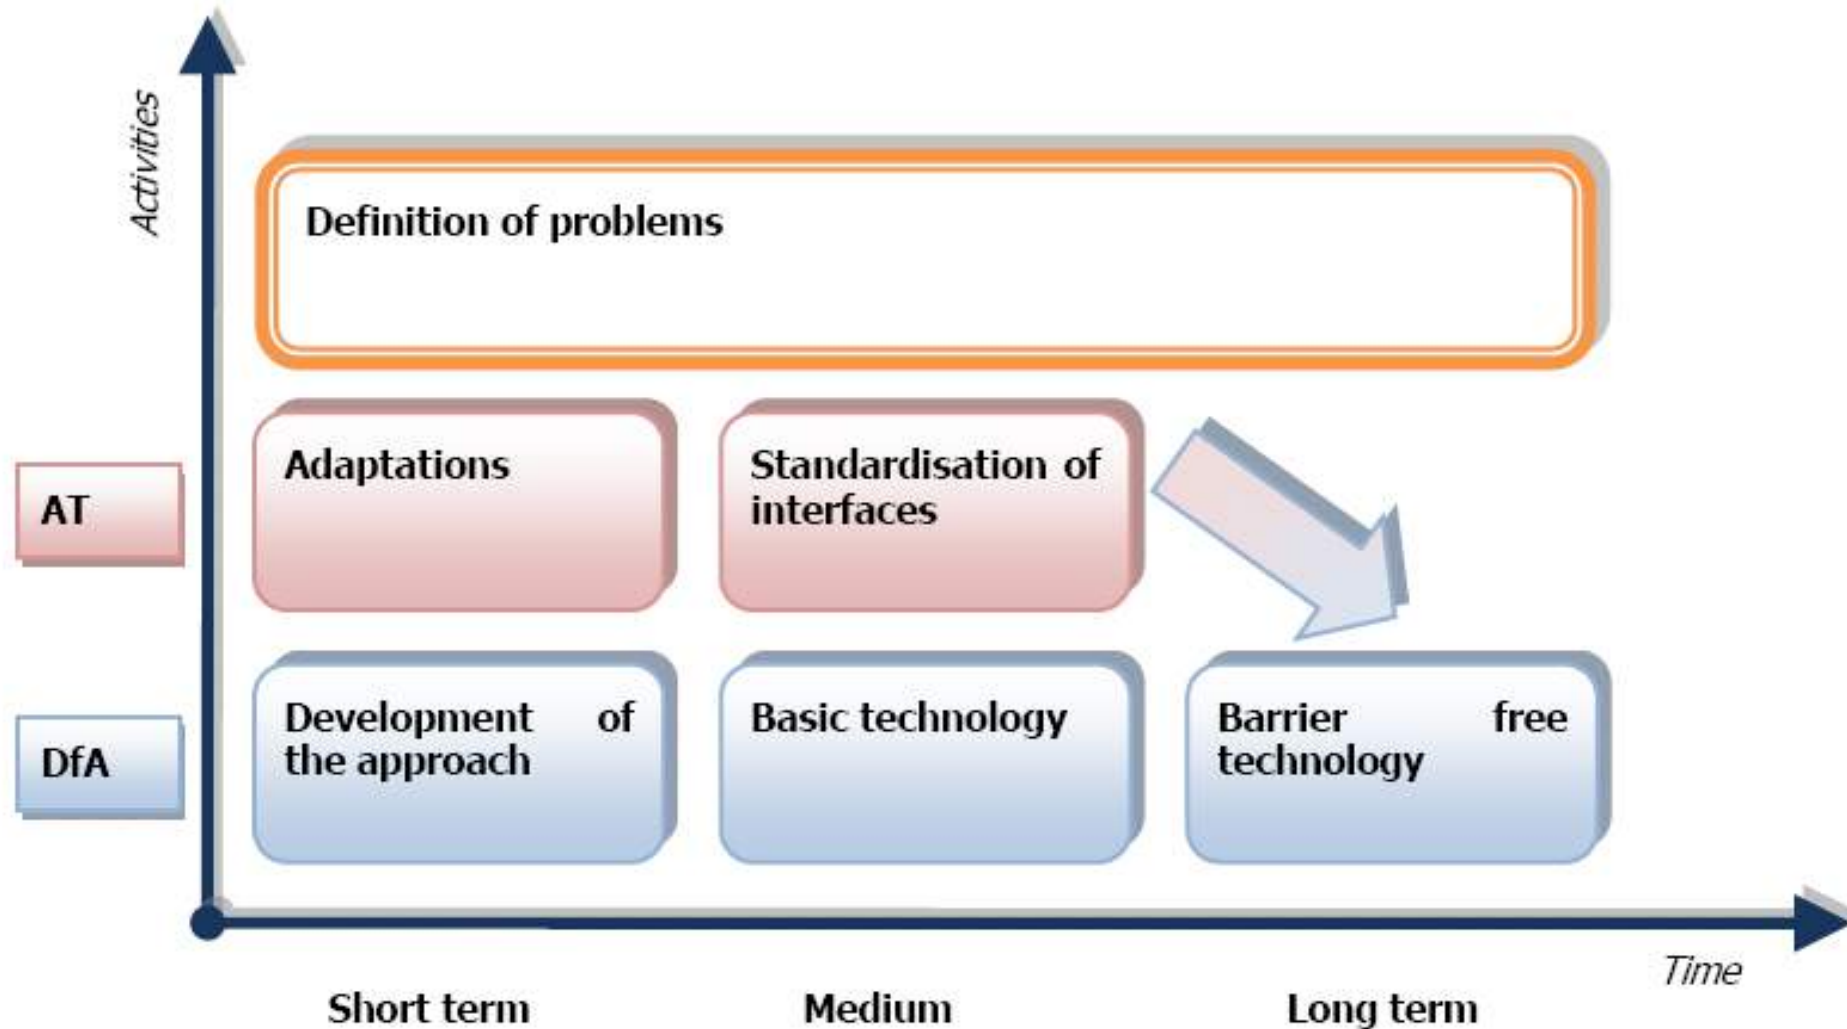 Activities
Definition of problems
AT
Adaptations
Standardisation of
interfaces
DfA
Development of
the approach
Basic technology
Barrier free
technology
Time
Short term
Medium
Long term